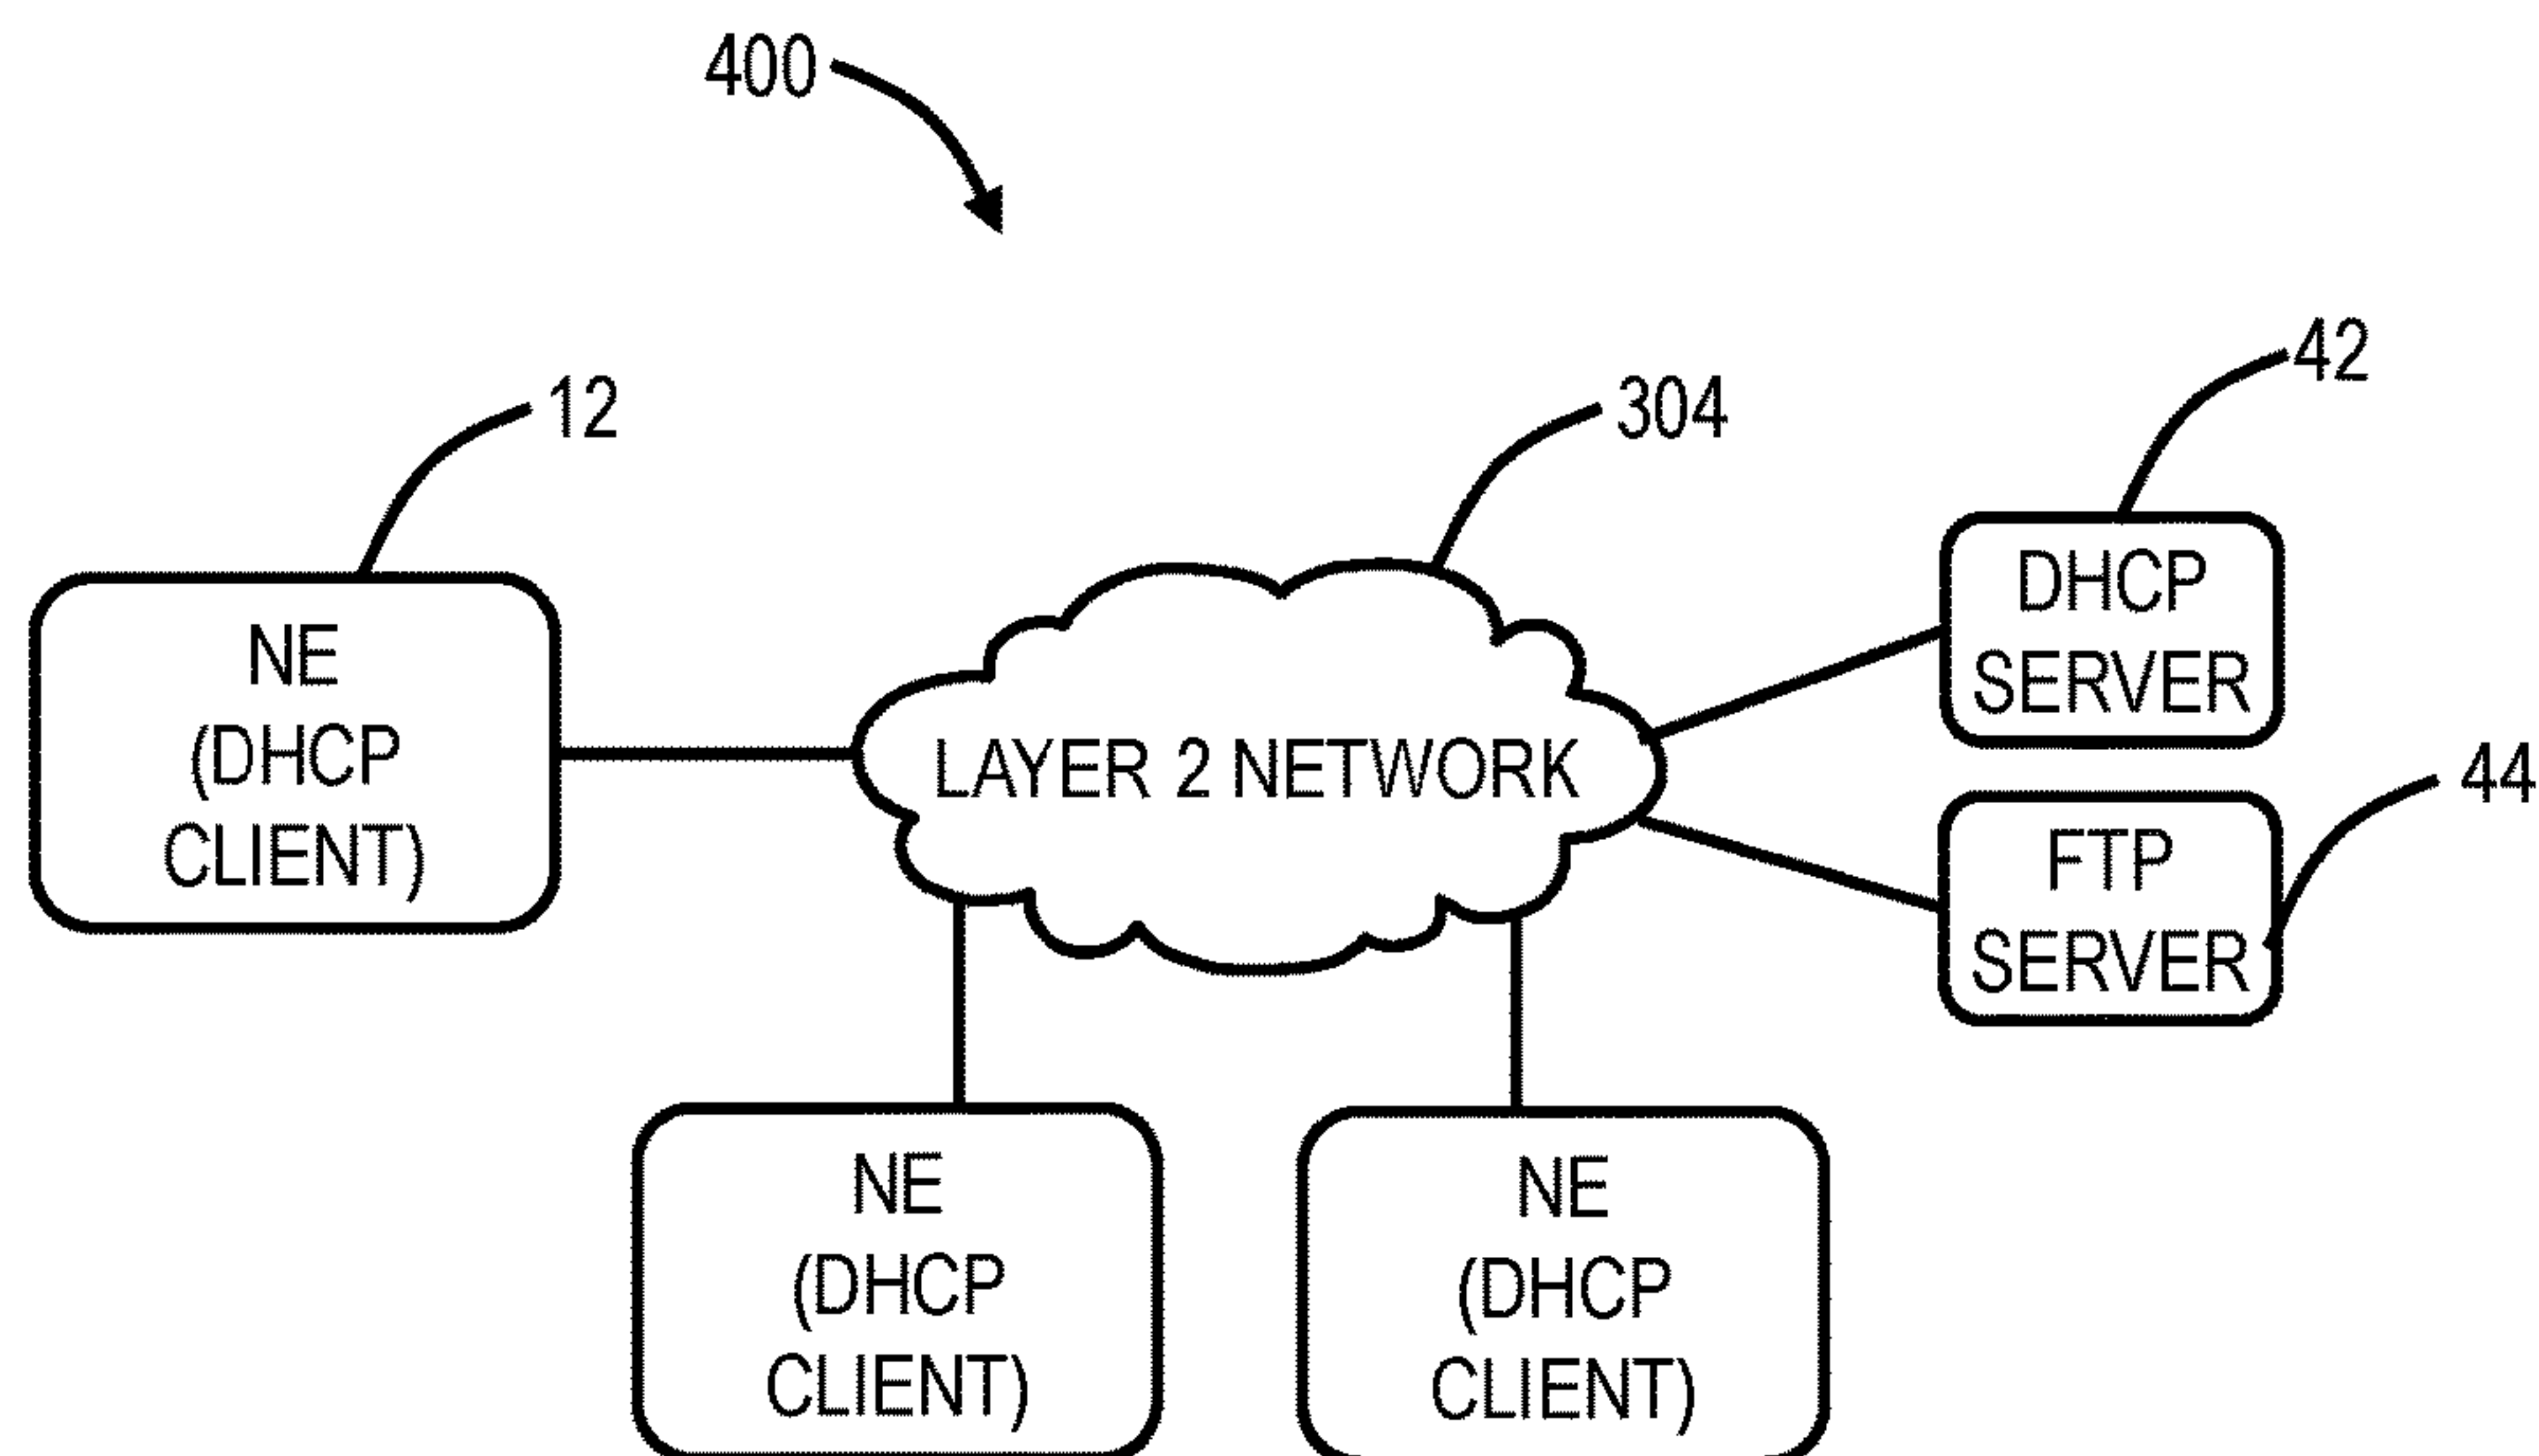 400
12
304
42
NE
(DHCP
CLIENT)
LAYER 2 NETWORK
DHCP
SERVER
44
FTP
SERVER
NE
(DHCP
CLIENT)
NE
(DHCP
CLIENT)